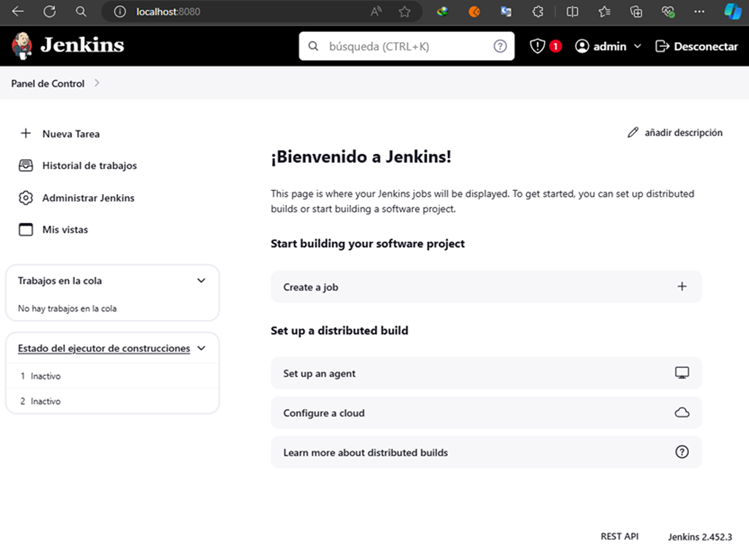 localhost:8080
Jenkins
búsqueda (CTRL+K)
1
admin
Desconectar
Panel de Control
Nueva Tarea
Historial de trabajos
Administrar Jenkins
Mis vistas
Trabajos en la cola
No hay trabajos en la cola
Estado del ejecutor de construcciones
1 Inactivo
2 Inactivo
añadir descripción
¡Bienvenido a Jenkins!
This page is where your Jenkins jobs will be displayed. To get started, you can set up distributed
builds or start building a software project.
Start building your software project
Create a job
Set up a distributed build
Set up an agent
Configure a cloud
Learn more about distributed builds
REST API
Jenkins 2.452.3